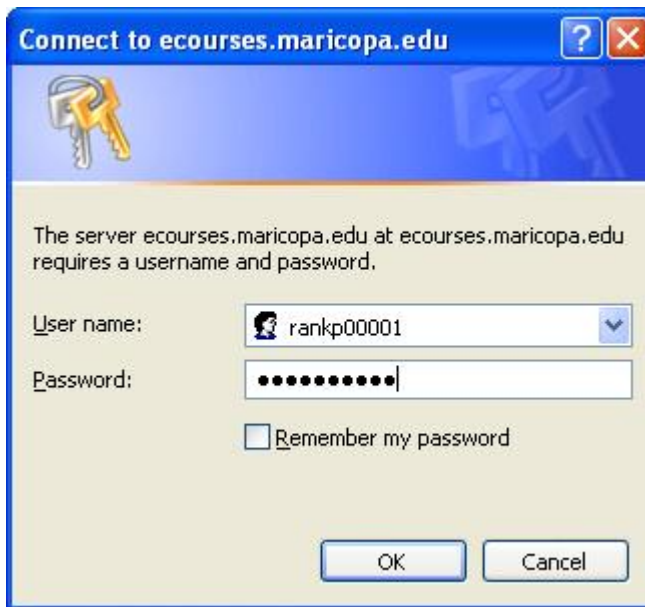 Connect to ecourses.maricopa.edu
The server ecourses.maricopa.edu at ecourses.maricopa.edu
requires a username and password.
User name:
rankp00001
Password:
●●●●●●●●●●
Remember my password
OK
Cancel